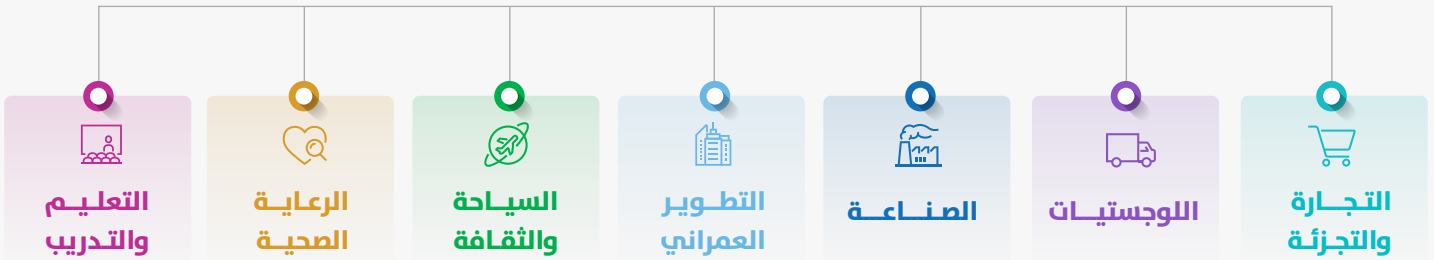 التجارة
والتجزئة
اللوجستيات
الصناعة
التطوير
العمراني
السياحة
والثقافة
الرعاية
الصحية
التعليم
والتدريب